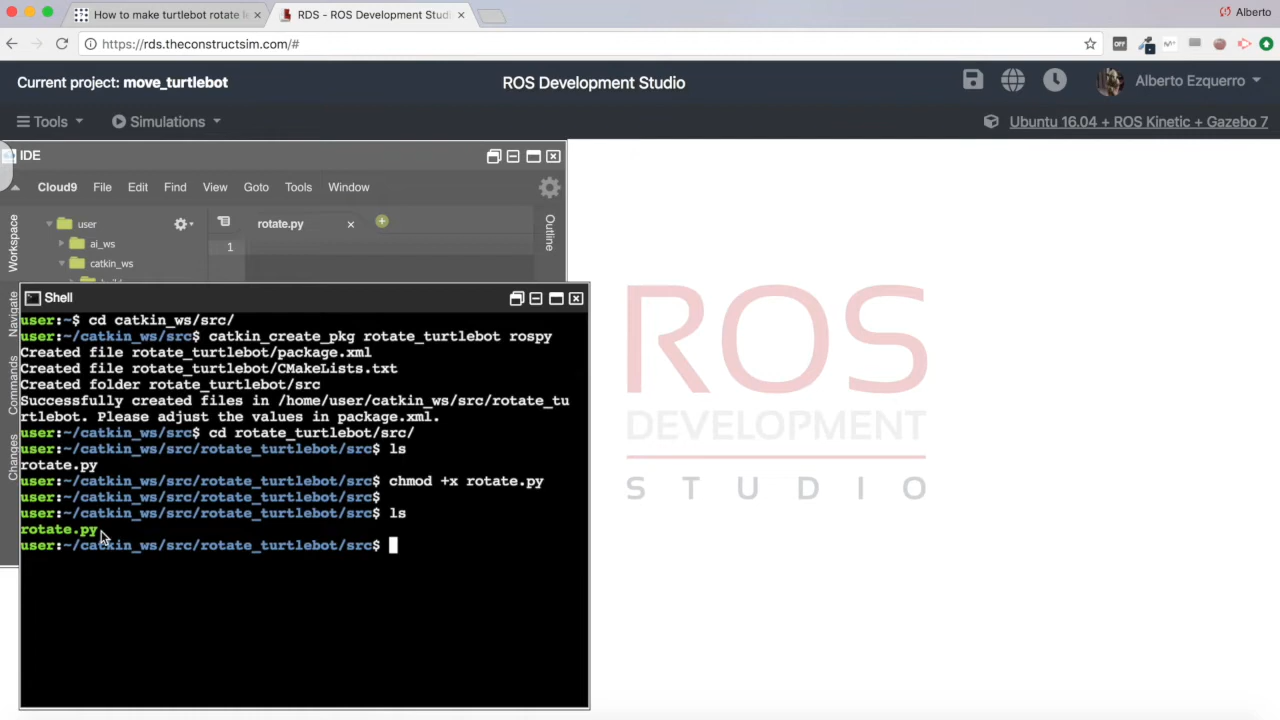 How to make turtlebot rotate le
RDS - ROS Development Studi
Alberto
https://rds.theconstructsim.com/#
OFF
Current project: move_turtlebot
ROS Development Studio
Alberto Ezquerro
Tools
Simulations
Ubuntu 16.04 + ROS Kinetic + Gazebo 7
IDE
Cloud9 File Edit Find View Goto Tools Window
Workspace
Navigate
Commands
Changes
user
ai_ws
catkin_ws
rotate.py
1
Outline
Shell
user:~$ cd catkin_ws/src/
user:~/catkin_ws/src$ catkin_create_pkg rotate_turtlebot rospy
Created file rotate_turtlebot/package.xml
Created file rotate_turtlebot/CMakeLists.txt
Created folder rotate_turtlebot/src
Successfully created files in /home/user/catkin_ws/src/rotate_tu
rtlebot. Please adjust the values in package.xml.
user:~/catkin_ws/src$ cd rotate_turtlebot/src/
user:~/catkin_ws/src/rotate_turtlebot/src$ ls
rotate.py
user:~/catkin_ws/src/rotate_turtlebot/src$ chmod +x rotate.py
user:~/catkin_ws/src/rotate_turtlebot/src$
user:~/catkin_ws/src/rotate_turtlebot/src$ ls
rotate.py
user:~/catkin_ws/src/rotate_turtlebot/src$
ROS
DEVELOPMENT
STUDIO